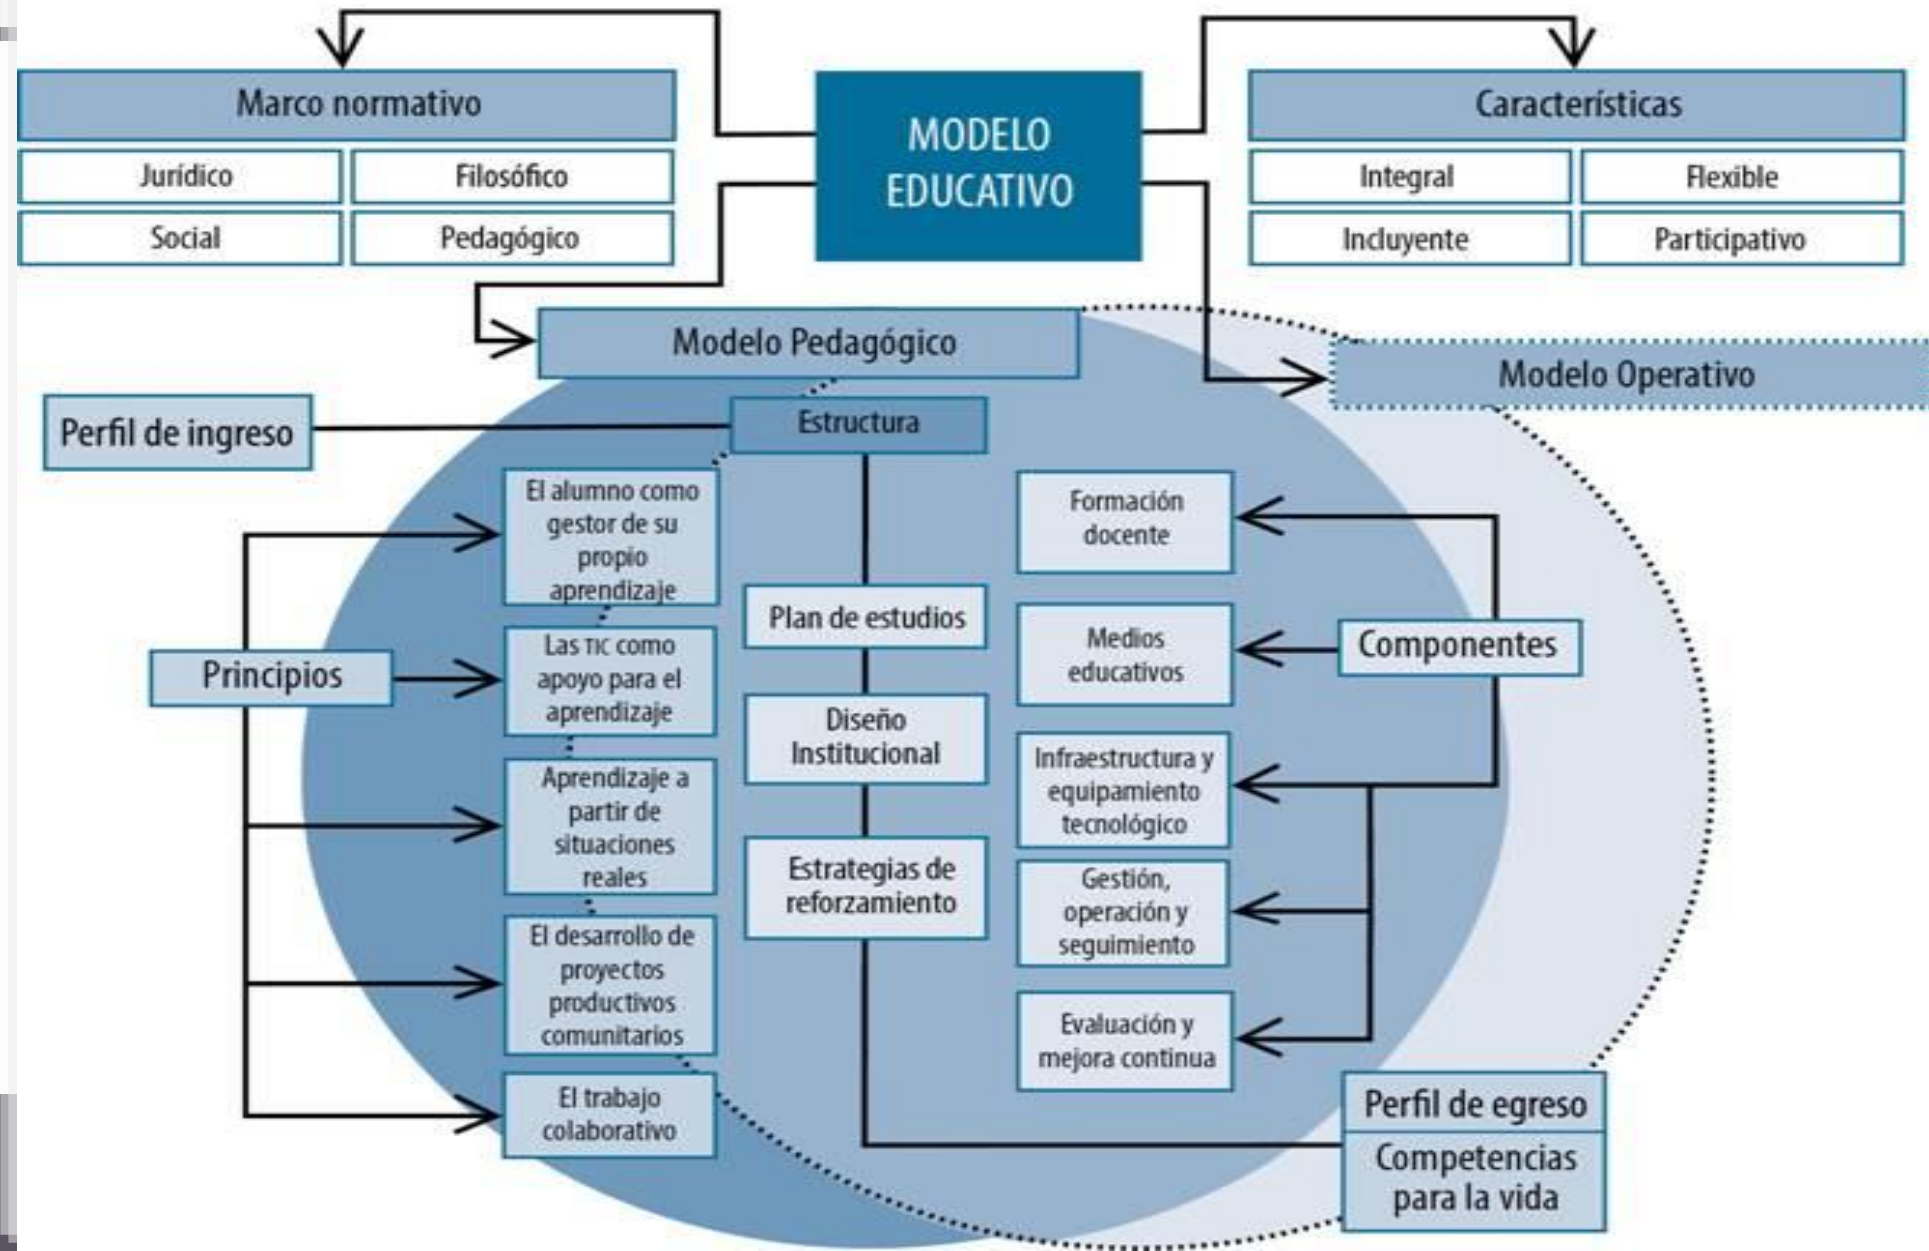 MODELO
EDUCATIVO
Marco normativo
Jurídico
Filosófico
Social
Pedagógico
Características
Integral
Flexible
Incluyente
Participativo
Modelo Pedagógico
Modelo Operativo
Perfil de ingreso
Estructura
Principios
El alumno como
gestor de su
propio
aprendizaje
Las TIC como
apoyo para el
aprendizaje
Aprendizaje a
partir de
situaciones
reales
El desarrollo de
proyectos
productivos
comunitarios
El trabajo
colaborativo
Plan de estudios
Diseño
Institucional
Estrategias de
reforzamiento
Formación
docente
Medios
educativos
Infraestructura y
equipamiento
tecnológico
Gestión,
operación y
seguimiento
Evaluación y
mejora continua
Componentes
Perfil de egreso
Competencias
para la vida